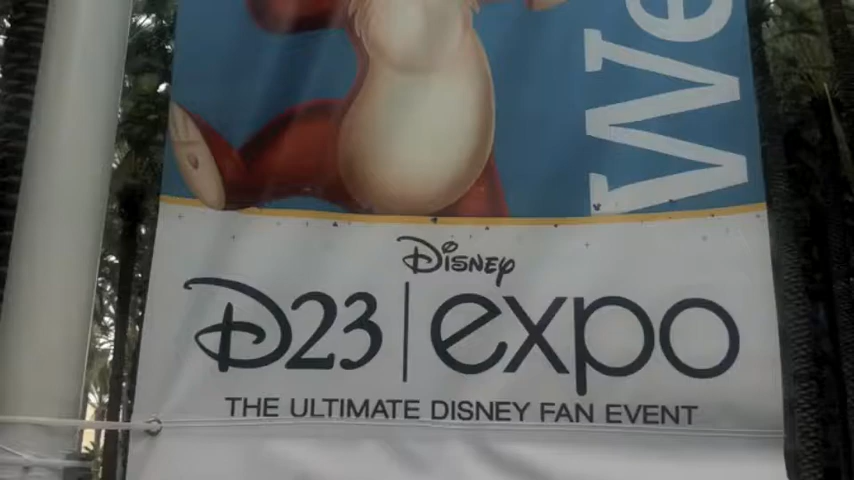 We
Disney
D23 | expo
THE ULTIMATE DISNEY FAN EVENT